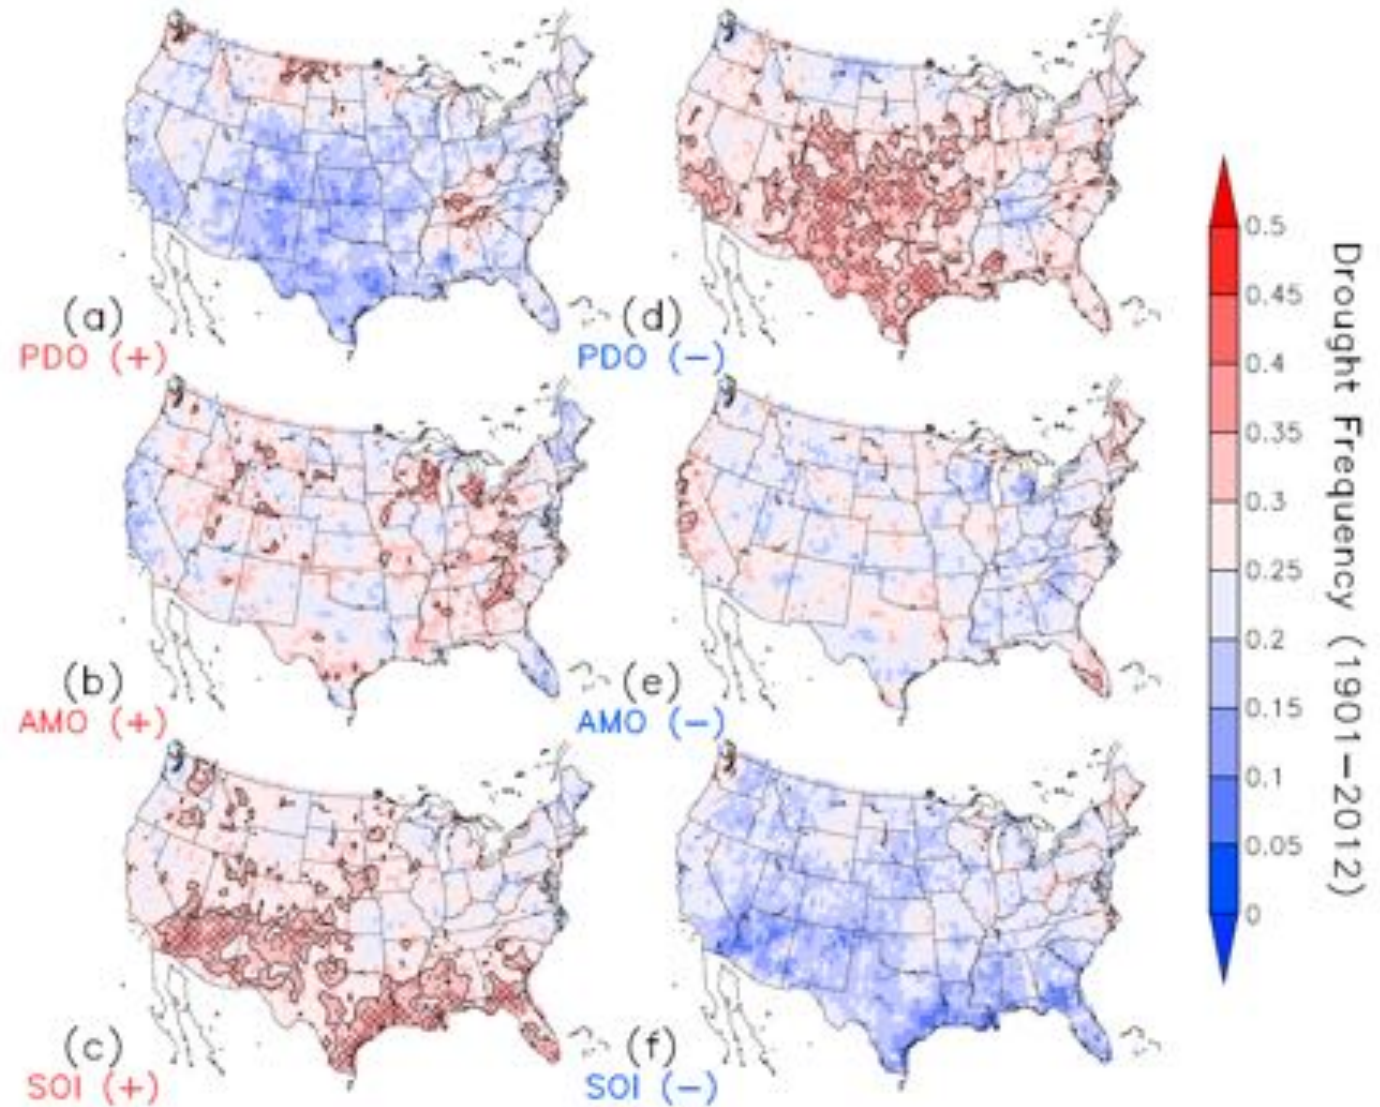 (a)
PDO (+)
(d)
PDO (−)
(b)
AMO (+)
(e)
AMO (−)
(c)
SOI (+)
(f)
SOI (−)
0.5
0.45
0.4
0.35
0.3
0.25
0.2
0.15
0.1
0.05
0
Drought Frequency (1901−2012)